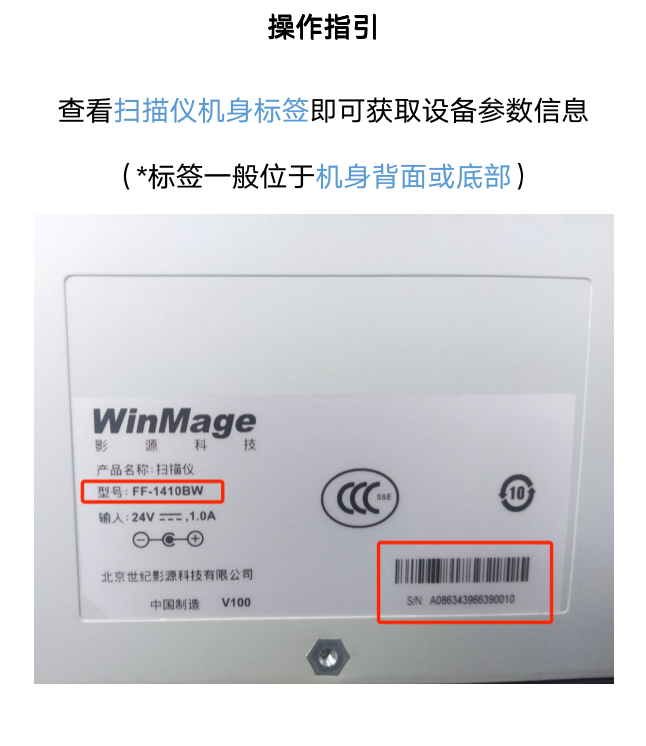 操作指引
查看扫描仪机身标签即可获取设备参数信息
（*标签一般位于机身背面或底部）
WinMage
影源科技
产品名称:扫描仪
型号:FF-1410BW
输入:24V ,1.0A
北京世纪影源科技有限公司
中国制造 V100
CCC S&E
10
S/N: A086343966390010